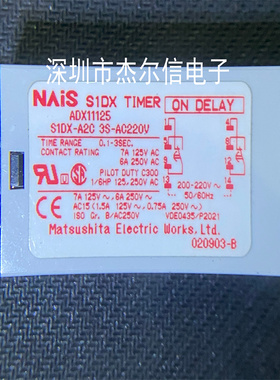 深圳市杰尔信电子
NAiS S1DX TIMER ON DELAY
ADX11125
S1DX-A2C 3S-AC220V
TIME RANGE 0.1-3SEC.
CONTACT RATING 7A 125V AC
6A 250V AC
PILOT DUTY C300
1/6HP 125,250V AC
200-220V~
50/60Hz
7A 125V~,6A 250V~
AC15(1.5A 125V~,0.75A 250V~)
ISO Gr. B/AC250V VDE0435/P2021
Matsushita Electric Works, Ltd.
020903-B